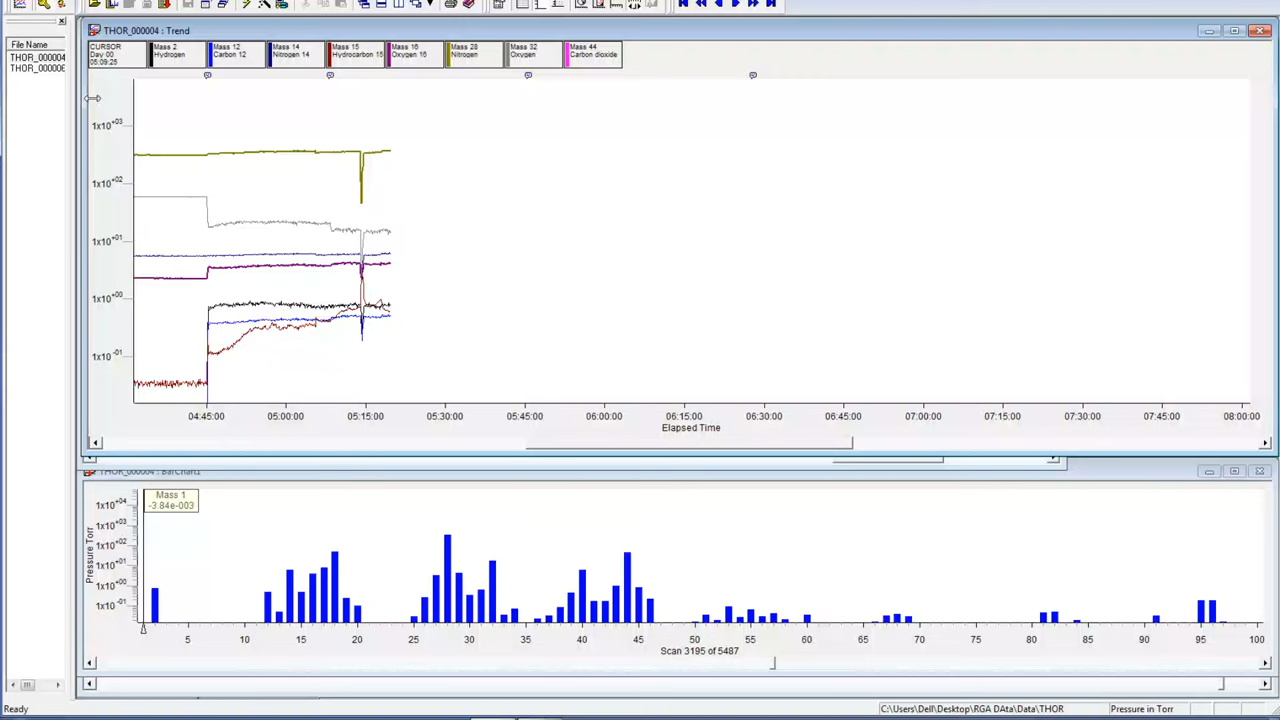 THOR_000004 : Trend
File Name
THOR_000004
THOR_000006
CURSOR
Day 00
05:09:25
Mass 2
Hydrogen
Mass 12
Carbon 12
Mass 14
Nitrogen 14
Mass 15
Hydrocarbon 15
Mass 16
Oxygen 16
Mass 28
Nitrogen
Mass 32
Oxygen
Mass 44
Carbon dioxide
1x10 +03
1x10 +02
1x10 +01
1x10 +00
1x10 -01
04:45:00 05:00:00 05:15:00 05:30:00 05:45:00 06:00:00 06:15:00 06:30:00 06:45:00 07:00:00 07:15:00 07:30:00 07:45:00 08:00:00
Elapsed Time
THOR_000004 : BarChart1
Mass 1
-3.84e-003
Pressure Torr
1x10 +04
1x10 +03
1x10 +02
1x10 +01
1x10 +00
1x10 -01
5 10 15 20 25 30 35 40 45 50 55 60 65 70 75 80 85 90 95 100
Scan 3195 of 5487
Ready
C:\Users\Dell\Desktop\RGA DAta\Data\THOR
Pressure in Torr